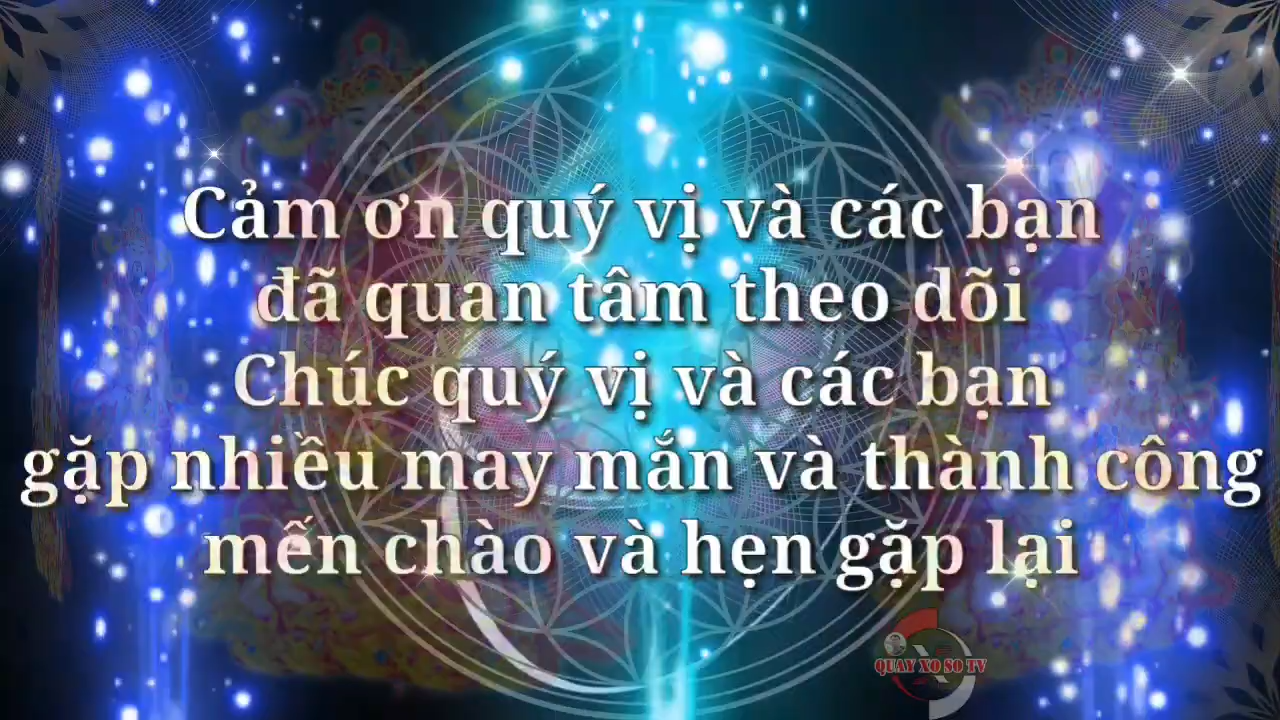 Cảm ơn quý vị và các bạn
đã quan tâm theo dõi
Chúc quý vị và các bạn
gặp nhiều may mắn và thành công
mến chào và hẹn gặp lại
QUAY XO SO TV